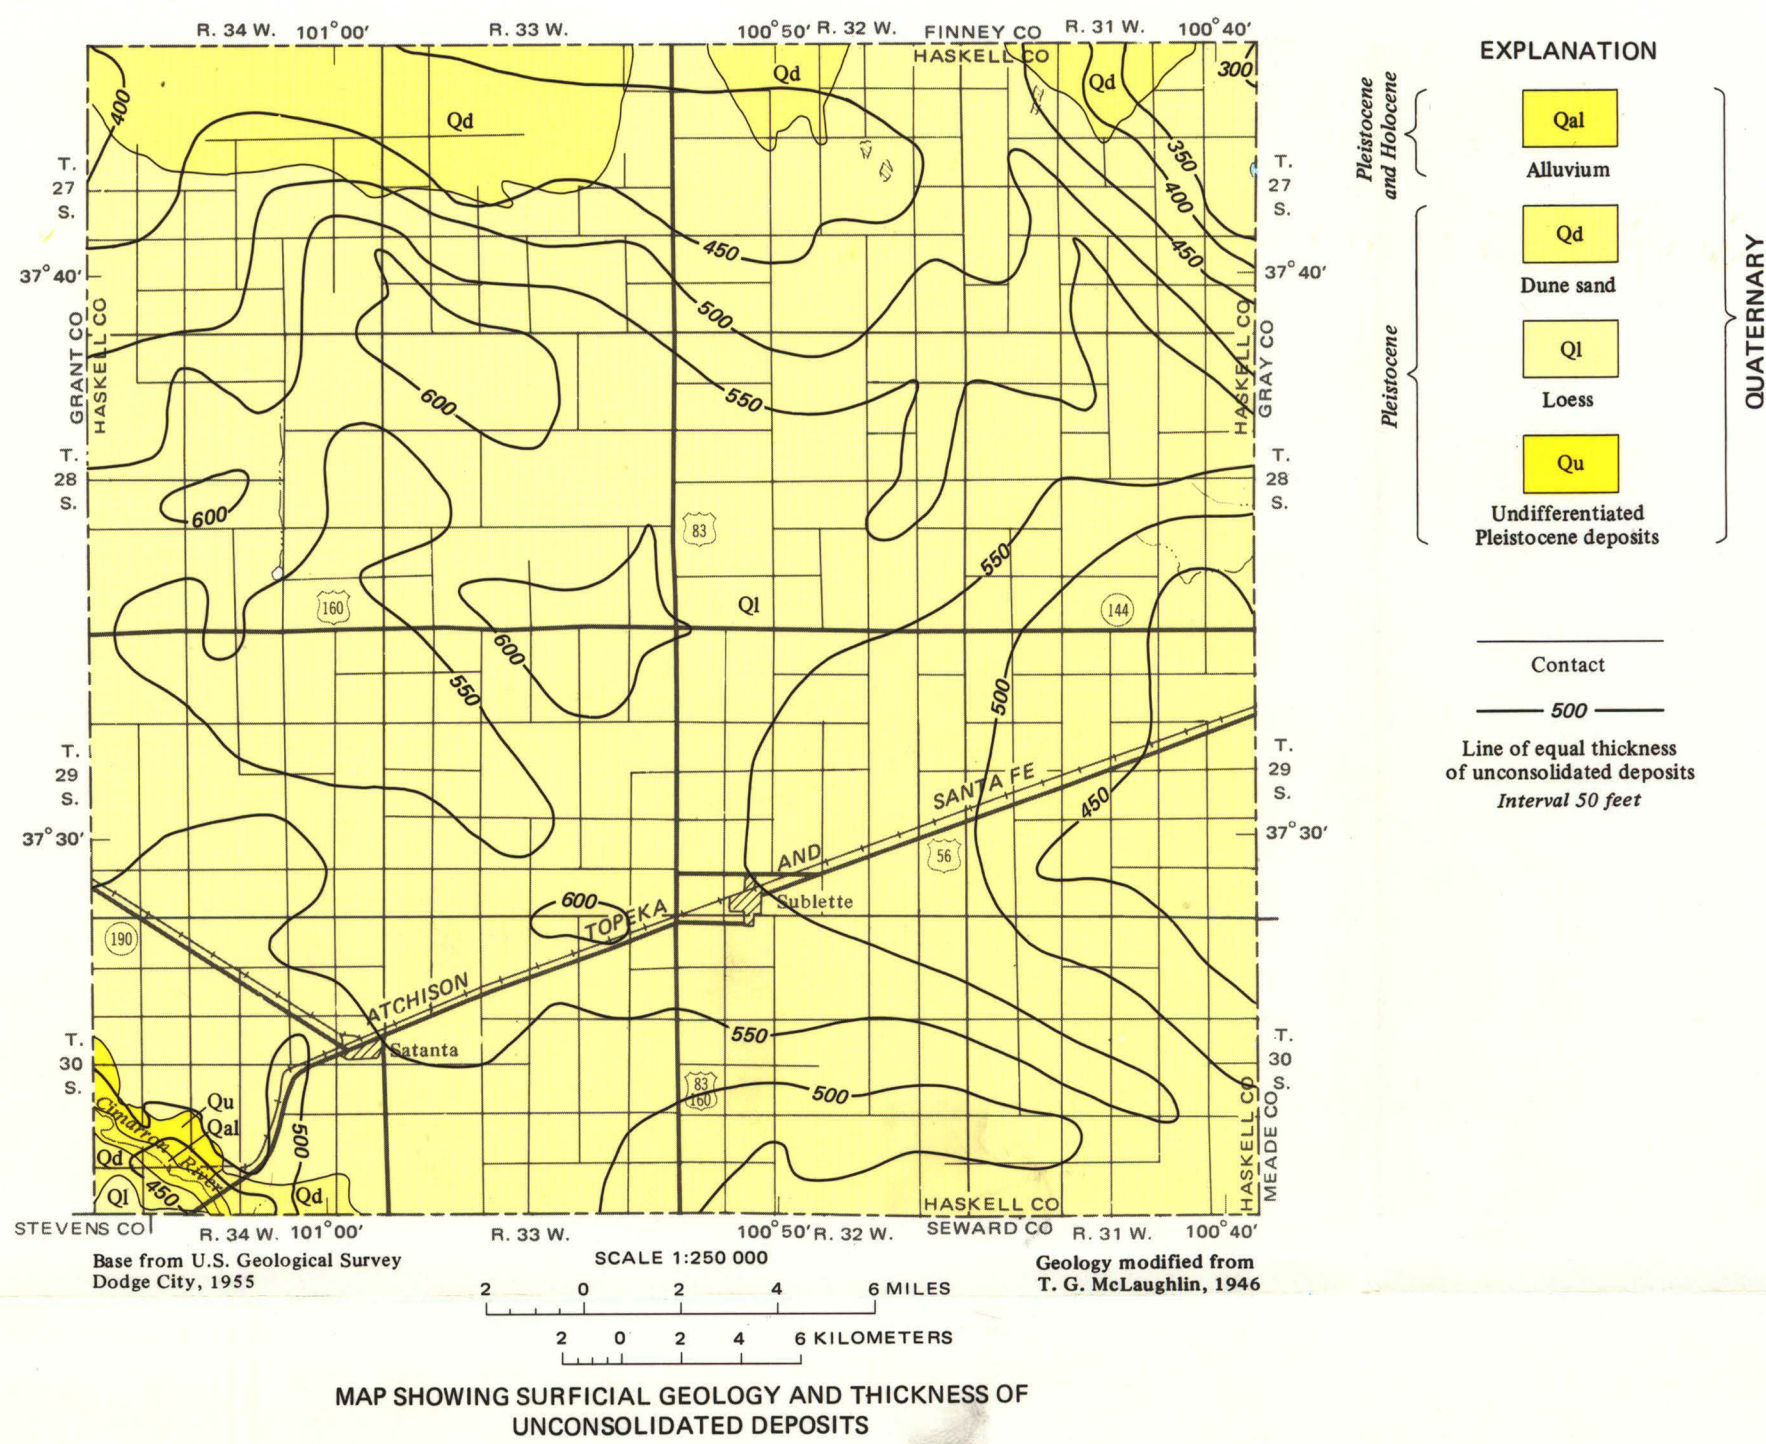 R. 34 W. 101°00' R. 33 W. 100°50' R. 32 W. FINNEY CO R. 31 W. 100°40'
HASKELL CO
300
Qd
Qd
Qd
400
T.
27
S.
T.
27
S.
350
400
450
450
37°40'
37°40'
GRANT CO
HASKELL CO
HASKELL CO
GRAY CO
500
600
550
T.
28
S.
T.
28
S.
600
83
550
160
Ql
144
600
550
500
T.
29
S.
T.
29
S.
SANTA FE
450
37°30'
37°30'
AND
56
600
TOPEKA
Sublette
190
ATCHISON
550
Satanta
T.
30
S.
T.
30
S.
83
160
500
Qu
Qal
Cimarron River
500
Qd
Ql
450
Qd
HASKELL CO
MEADE CO
HASKELL CO
STEVENS CO R. 34 W. 101°00' R. 33 W. 100°50' R. 32 W. SEWARD CO R. 31 W. 100°40'
Base from U.S. Geological Survey
Dodge City, 1955
SCALE 1:250 000
2 0 2 4 6 MILES
2 0 2 4 6 KILOMETERS
Geology modified from
T. G. McLaughlin, 1946
MAP SHOWING SURFICIAL GEOLOGY AND THICKNESS OF
UNCONSOLIDATED DEPOSITS
EXPLANATION
Pleistocene
and Holocene
Qal
Alluvium
Qd
Dune sand
Pleistocene
Ql
Loess
Qu
Undifferentiated
Pleistocene deposits
QUATERNARY
Contact
500
Line of equal thickness
of unconsolidated deposits
Interval 50 feet